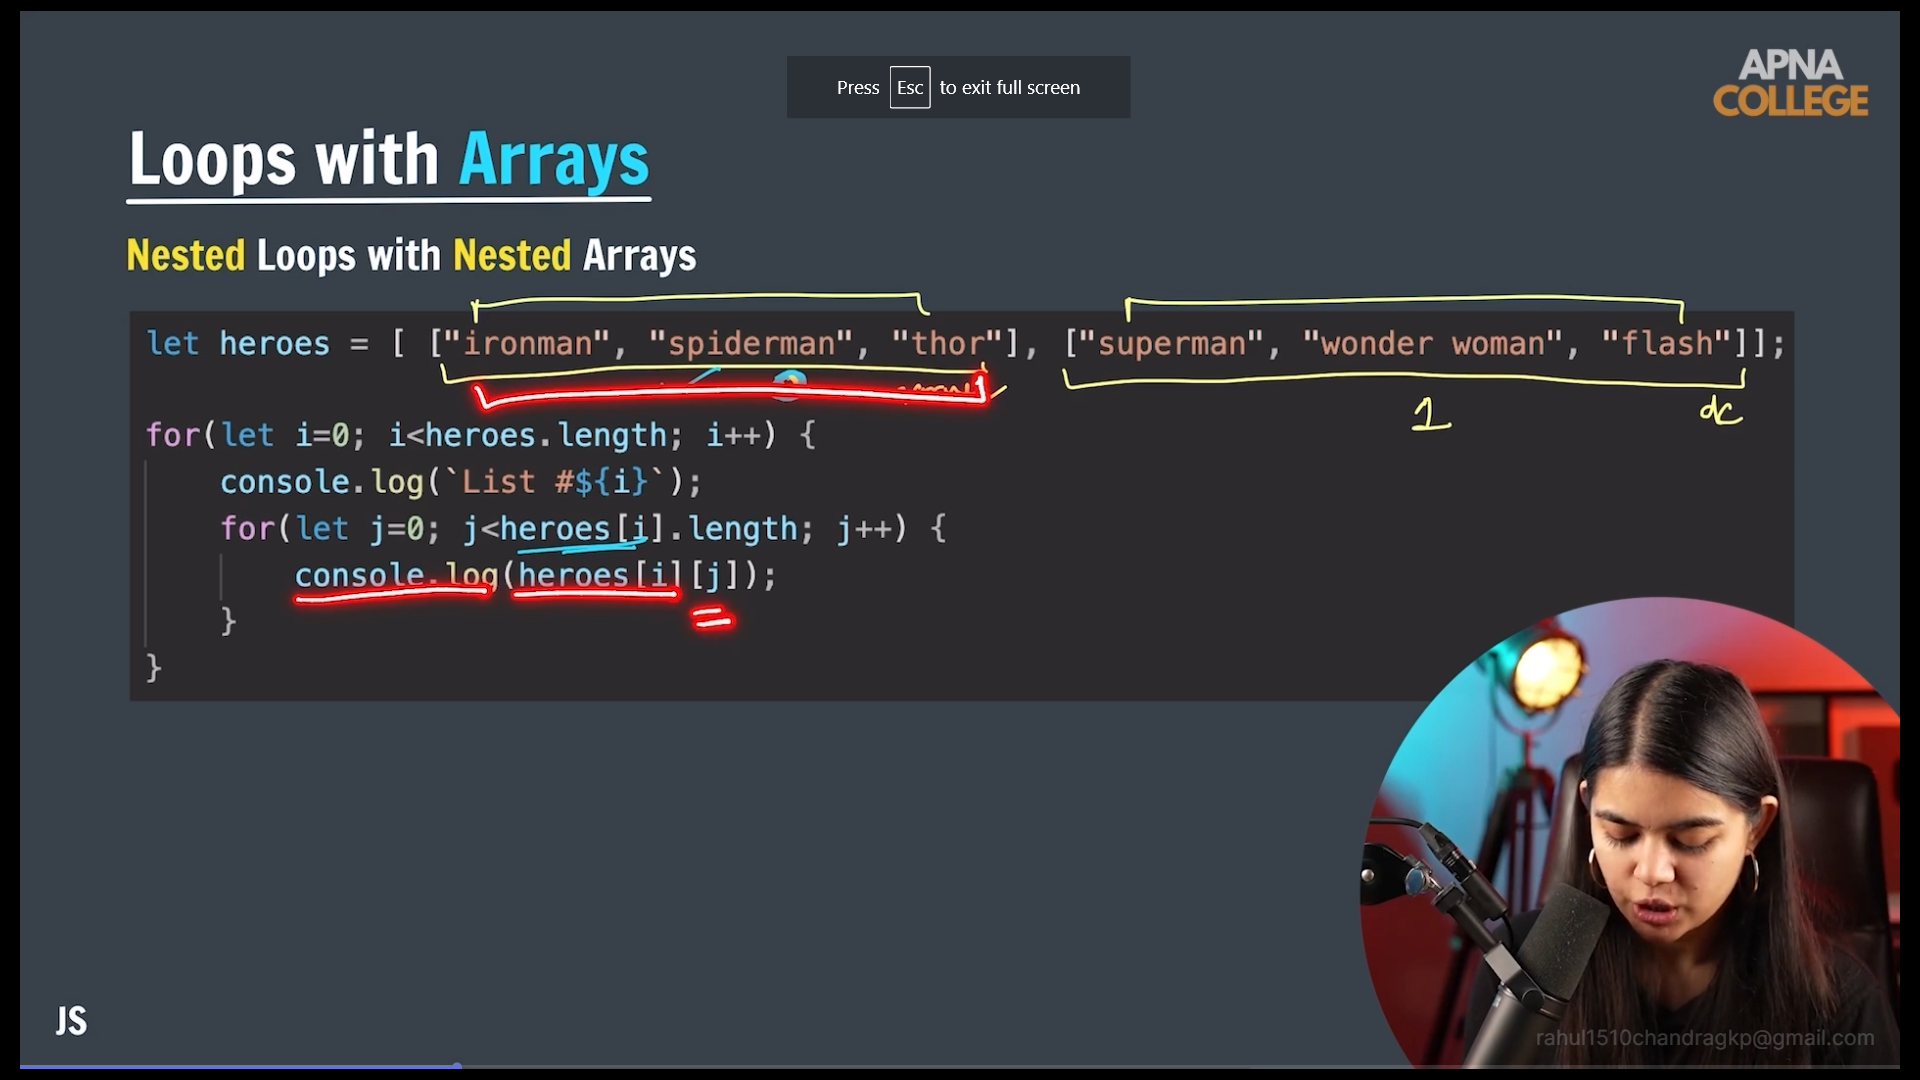 APNA
COLLEGE
Press Esc to exit full screen
Loops with Arrays
Nested Loops with Nested Arrays
let heroes = [ ["ironman", "spiderman", "thor"], ["superman", "wonder woman", "flash"]];
1
dc
for(let i=0; i<heroes.length; i++) {
console.log(`List #${i}`);
for(let j=0; j<heroes[i].length; j++) {
console.log(heroes[i][j]);
}
}
JS
rahul1510chandragkp@gmail.com